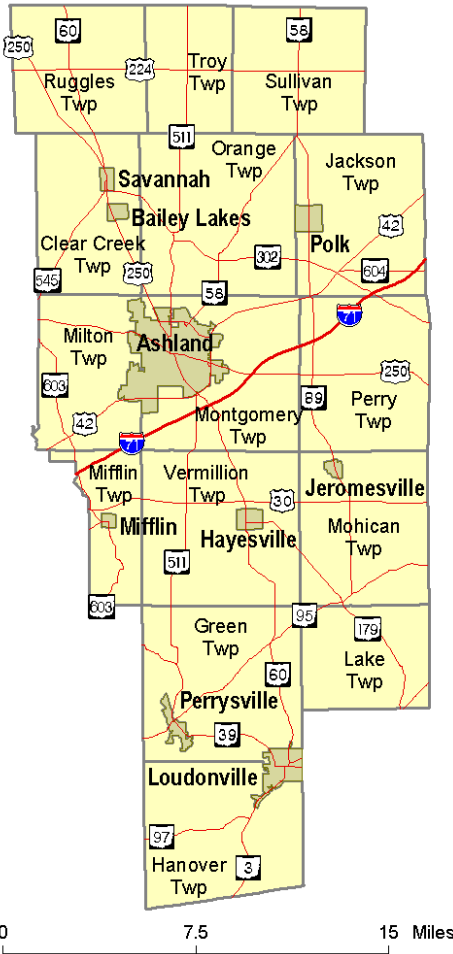 60
58
250
224
Troy
Twp
Ruggles
Twp
Sullivan
Twp
511
Orange
Twp
Jackson
Twp
Savannah
Bailey Lakes
42
Polk
Clear Creek
Twp
302
250
604
545
58
71
Milton
Twp
Ashland
603
250
89
Perry
Twp
42
Montgomery
Twp
71
Mifflin
Twp
Vermillion
Twp
Jeromesville
30
Mifflin
Hayesville
Mohican
Twp
511
603
95
Green
Twp
179
Lake
Twp
60
Perrysville
39
Loudonville
97
Hanover
Twp
3
0 7.5 15 Miles